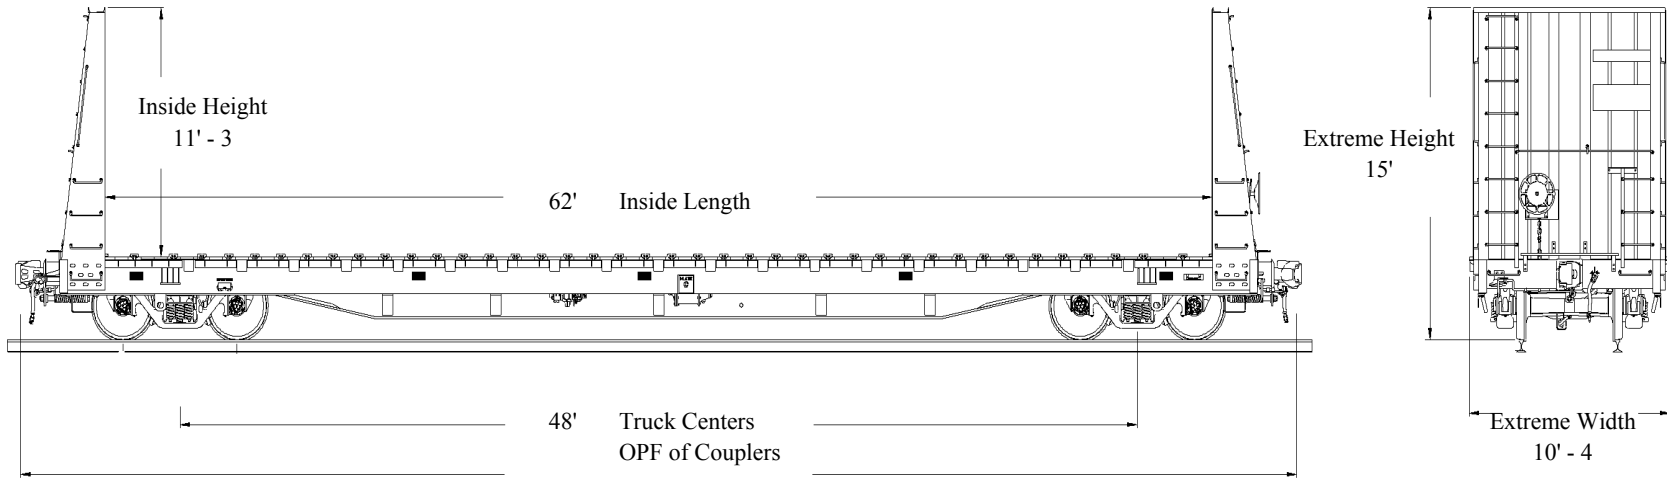 Inside Height
11' - 3
62' Inside Length
48' Truck Centers
OPF of Couplers
Extreme Height
15'
Extreme Width
10' - 4